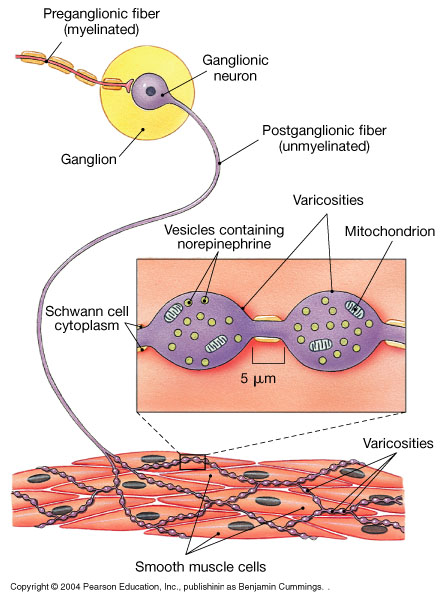 Preganglionic fiber
(myelinated)
Ganglionic
neuron
Postganglionic fiber
(unmyelinated)
Ganglion
Varicosities
Vesicles containing
norepinephrine
Mitochondrion
Schwann cell
cytoplasm
5 μm
Varicosities
Smooth muscle cells
Copyright © 2004 Pearson Education, Inc., publishinin as Benjamin Cummings. .